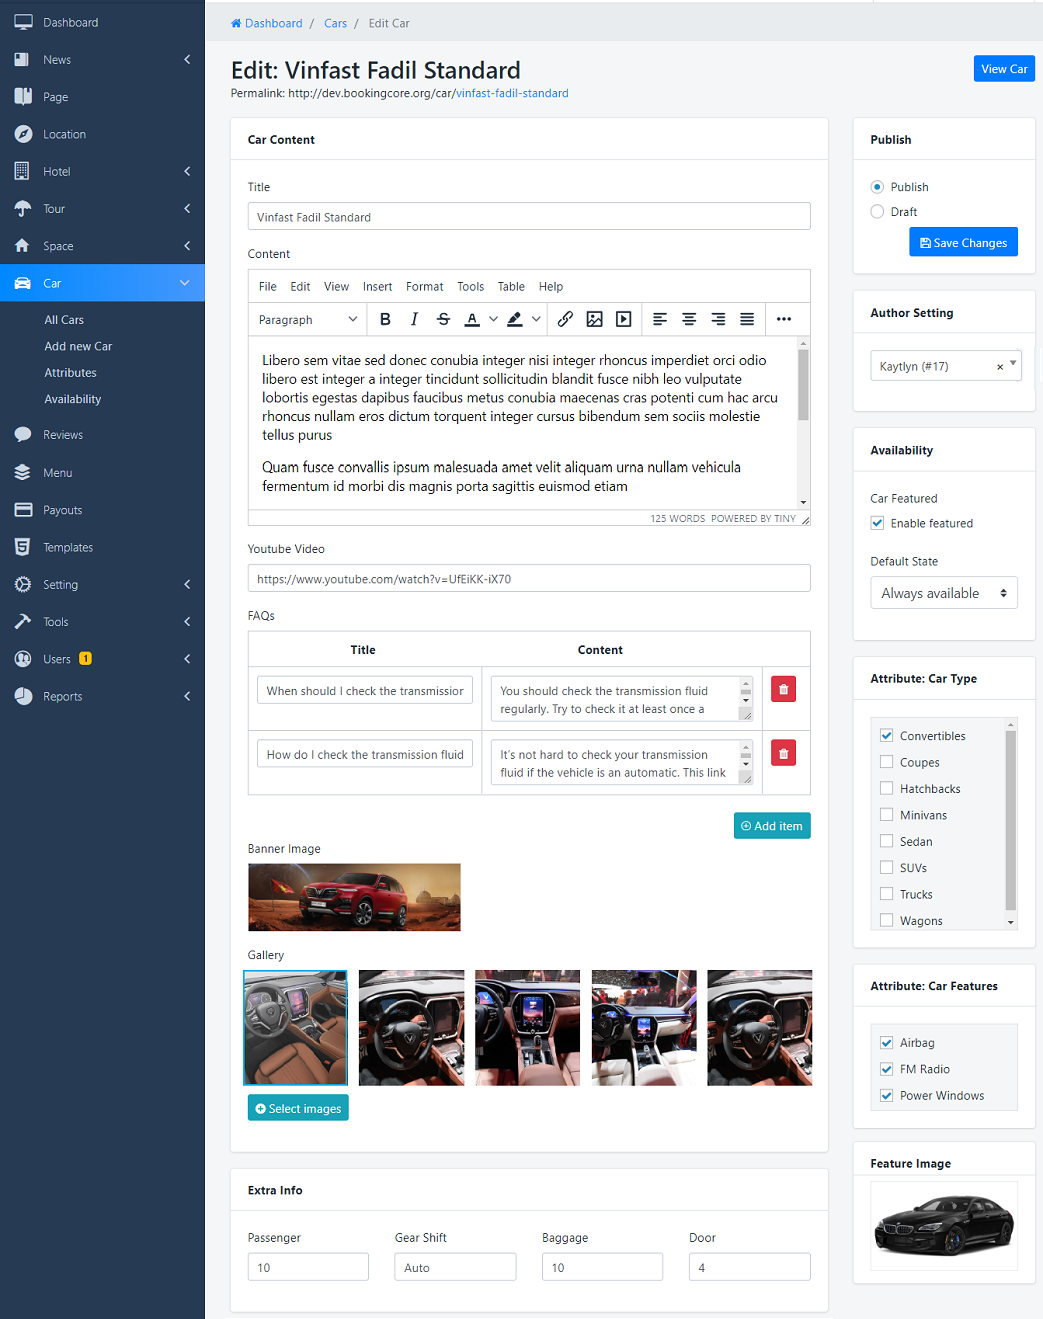 Dashboard
News
Page
Location
Hotel
Tour
Space
Car
All Cars
Add new Car
Attributes
Availability
Reviews
Menu
Payouts
Templates
Setting
Tools
Users 1
Reports
Dashboard / Cars / Edit Car
Edit: Vinfast Fadil Standard
Permalink: http://dev.bookingcore.org/car/vinfast-fadil-standard
View Car
Car Content
Title
Vinfast Fadil Standard
Content
File Edit View Insert Format Tools Table Help
Paragraph B I S A
Libero sem vitae sed donec conubia integer nisi integer rhoncus imperdiet orci odio
libero est integer a integer tincidunt sollicitudin blandit fusce nibh leo vulputate
lobortis egestas dapibus faucibus metus conubia maecenas cras potenti cum hac arcu
rhoncus nullam eros dictum torquent integer cursus bibendum sem sociis molestie
tellus purus
Quam fusce convallis ipsum malesuada amet velit aliquam urna nullam vehicula
fermentum id morbi dis magnis porta sagittis euismod etiam
125 WORDS POWERED BY TINY
Youtube Video
https://www.youtube.com/watch?v=UfEiKK-iX70
FAQs
Title Content
When should I check the transmission
You should check the transmission fluid
regularly. Try to check it at least once a
How do I check the transmission fluid
It's not hard to check your transmission
fluid if the vehicle is an automatic. This link
Add item
Banner Image
Gallery
Select images
Extra Info
Passenger Gear Shift Baggage Door
10 Auto 10 4
Publish
Publish
Draft
Save Changes
Author Setting
Kaytlyn (#17) ×
Availability
Car Featured
Enable featured
Default State
Always available
Attribute: Car Type
Convertibles
Coupes
Hatchbacks
Minivans
Sedan
SUVs
Trucks
Wagons
Attribute: Car Features
Airbag
FM Radio
Power Windows
Feature Image